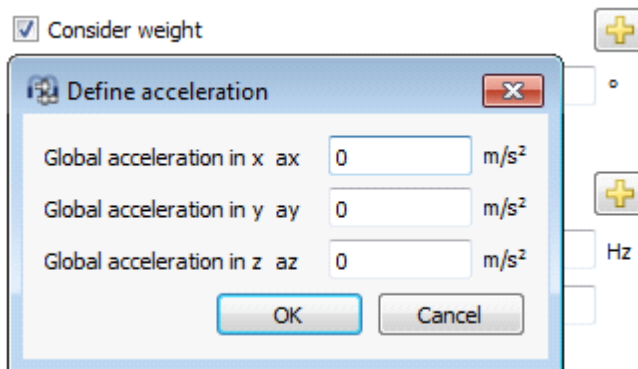 Consider weight
Define acceleration
°
Global acceleration in x ax 0 m/s²
Global acceleration in y ay 0 m/s²
Global acceleration in z az 0 m/s²
Hz
OK Cancel